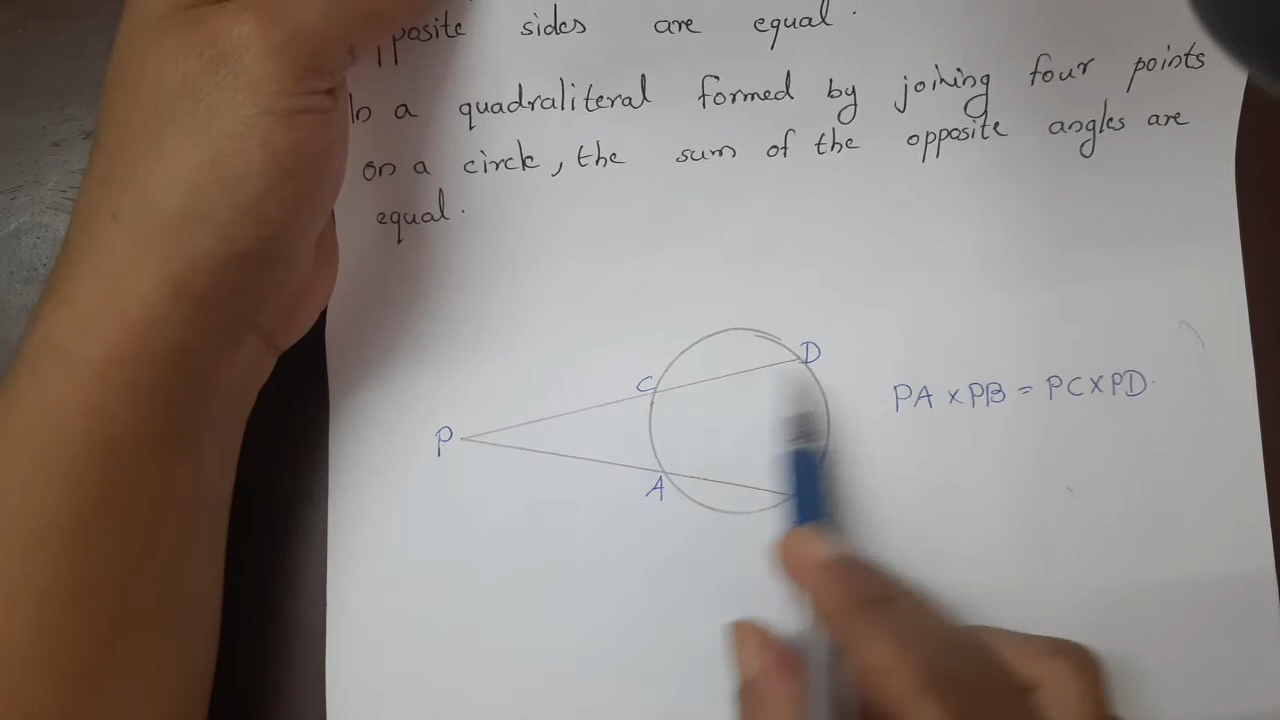 sides are equal.
In a quadraliteral formed by joining four points
on a circle, the sum of the opposite angles are
equal.
D
C
PA x PB = PC x PD.
P
A